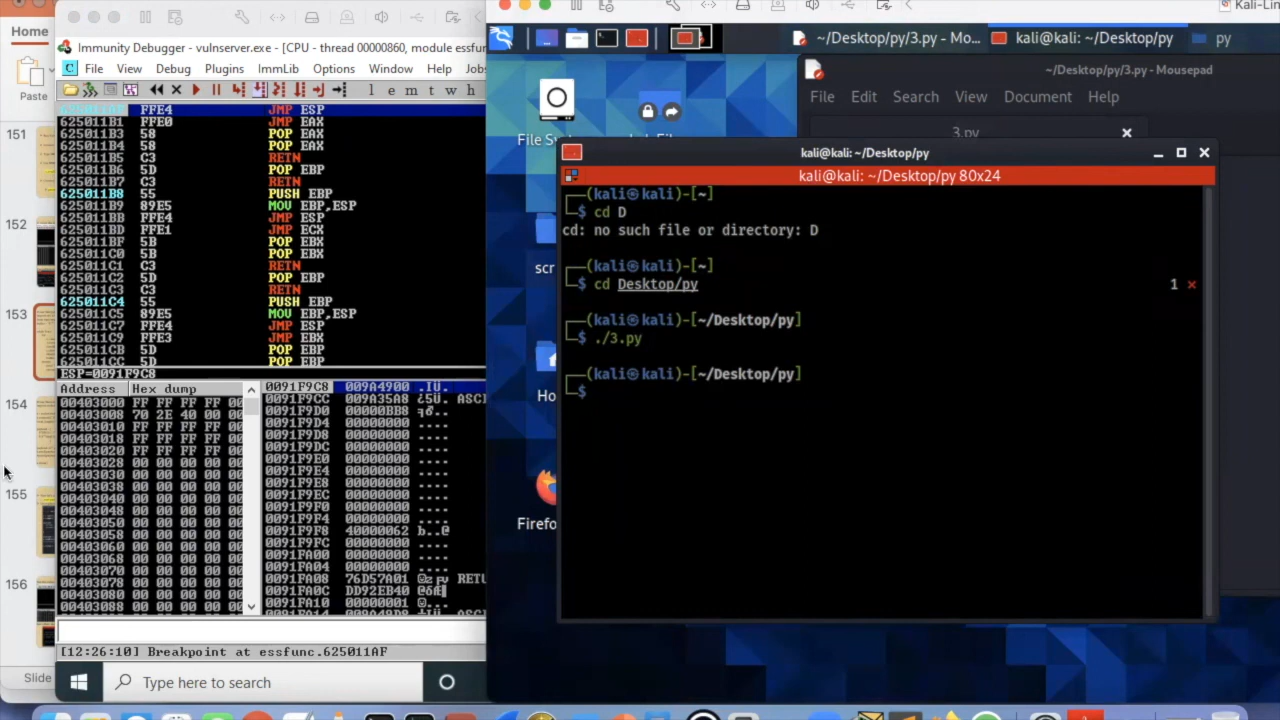 Home
Paste
151
152
153
154
155
156
Slide
Immunity Debugger - vulnserver.exe - [CPU - thread 00000860, module essfunc
C File View Debug Plugins ImmLib Options Window Help Jobs
l e m t w h
FFE4 JMP ESP
625011B1 FFE0 JMP EAX
625011B3 58 POP EAX
625011B4 58 POP EAX
625011B5 C3 RETN
625011B6 5D POP EBP
625011B7 C3 RETN
625011B8 55 PUSH EBP
625011B9 89E5 MOV EBP,ESP
625011BB FFE4 JMP ESP
625011BD FFE1 JMP ECX
625011BF 5B POP EBX
625011C0 5B POP EBX
625011C1 C3 RETN
625011C2 5D POP EBP
625011C3 C3 RETN
625011C4 55 PUSH EBP
625011C5 89E5 MOV EBP,ESP
625011C7 FFE4 JMP ESP
625011C9 FFE3 JMP EBX
625011CB 5D POP EBP
625011CC 5D POP EBP
ESP=0091F9C8
Address Hex dump
00403000 FF FF FF FF 00
00403008 70 2E 40 00 00
00403010 FF FF FF FF 00
00403018 FF FF FF FF 00
00403020 FF FF FF FF 00
00403028 00 00 00 00 00
00403030 00 00 00 00 00
00403038 00 00 00 00 00
00403040 00 00 00 00 00
00403048 00 00 00 00 00
00403050 00 00 00 00 00
00403058 00 00 00 00 00
00403060 00 00 00 00 00
00403068 00 00 00 00 00
00403070 00 00 00 00 00
00403078 00 00 00 00 00
00403080 00 00 00 00 00
00403088 00 00 00 00 00
0091F9C8 009A4900 .IÜ.
0091F9CC 009A35A8 ¿5Ü. ASCI
0091F9D0 00000BB8
0091F9D4 00000000 ....
0091F9D8 00000000 ....
0091F9DC 00000000 ....
0091F9E0 00000000 ....
0091F9E4 00000000 ....
0091F9E8 00000000 ....
0091F9EC 00000000 ....
0091F9F0 00000000 ....
0091F9F4 00000000 ....
0091F9F8 40000062 b..@
0091F9FC 00000000 ....
0091FA00 00000000 ....
0091FA04 00000000 ....
0091FA08 76D57A01 RETU
0091FA0C DD92EB40
0091FA10 00000001
[12:26:10] Breakpoint at essfunc.625011AF
Type here to search
Kali-Lin
~/Desktop/py/3.py - Mo...
kali@kali: ~/Desktop/py
py
~/Desktop/py/3.py - Mousepad
File Edit Search View Document Help
3.py
File Sy
scr
Ho
Firefo
kali@kali: ~/Desktop/py
kali@kali: ~/Desktop/py 80x24
┌──(kali㉿kali)-[~]
└─$ cd D
cd: no such file or directory: D
┌──(kali㉿kali)-[~]
└─$ cd Desktop/py 1 ×
┌──(kali㉿kali)-[~/Desktop/py]
└─$ ./3.py
┌──(kali㉿kali)-[~/Desktop/py]
└─$